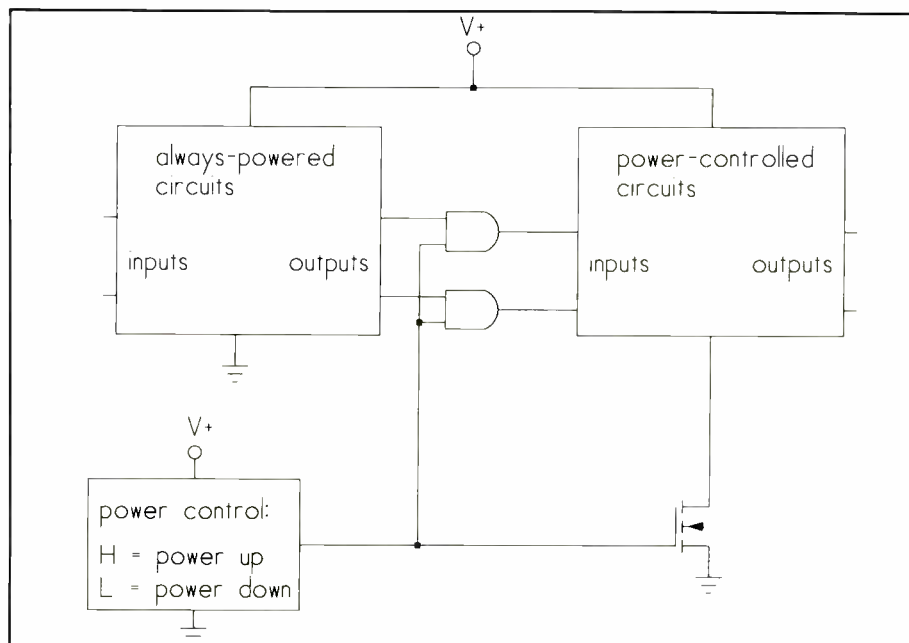 V+
always-powered
circuits
inputs
outputs
power-controlled
circuits
inputs
outputs
V+
power control:
H = power up
L = power down